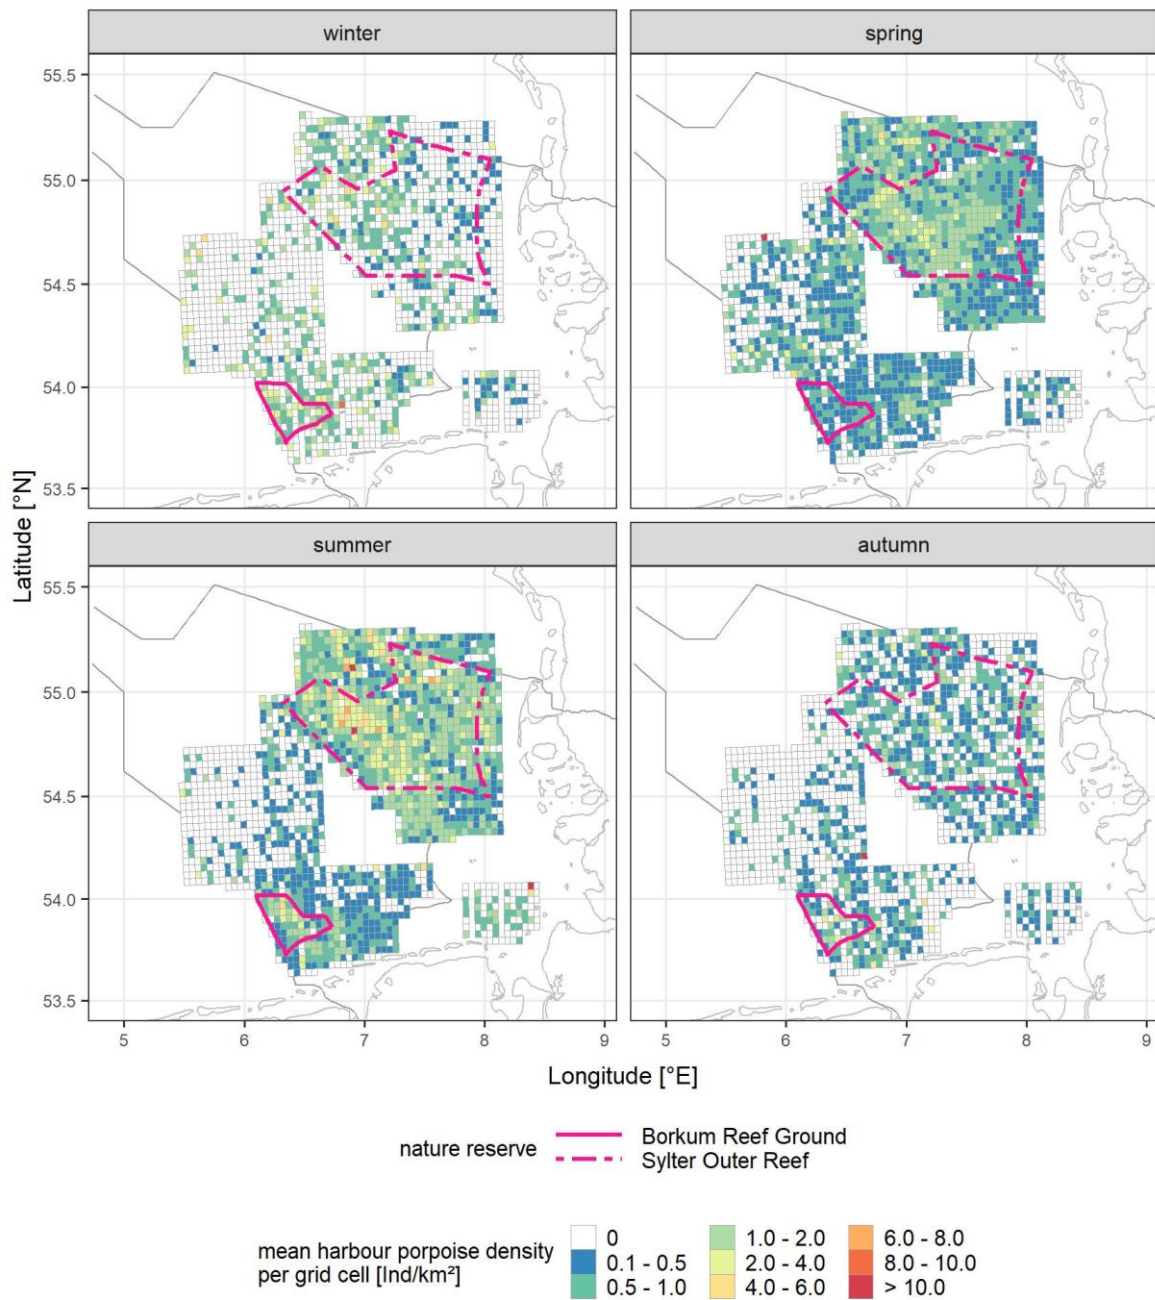 winter
spring
55.5
55.0
54.5
54.0
53.5
summer
autumn
55.5
55.0
54.5
54.0
53.5
Latitude [°N]
5 6 7 8 9 5 6 7 8 9
Longitude [°E]
nature reserve
Borkum Reef Ground
Sylter Outer Reef
mean harbour porpoise density
per grid cell [Ind/km²]
0
0.1 - 0.5
0.5 - 1.0
1.0 - 2.0
2.0 - 4.0
4.0 - 6.0
6.0 - 8.0
8.0 - 10.0
> 10.0